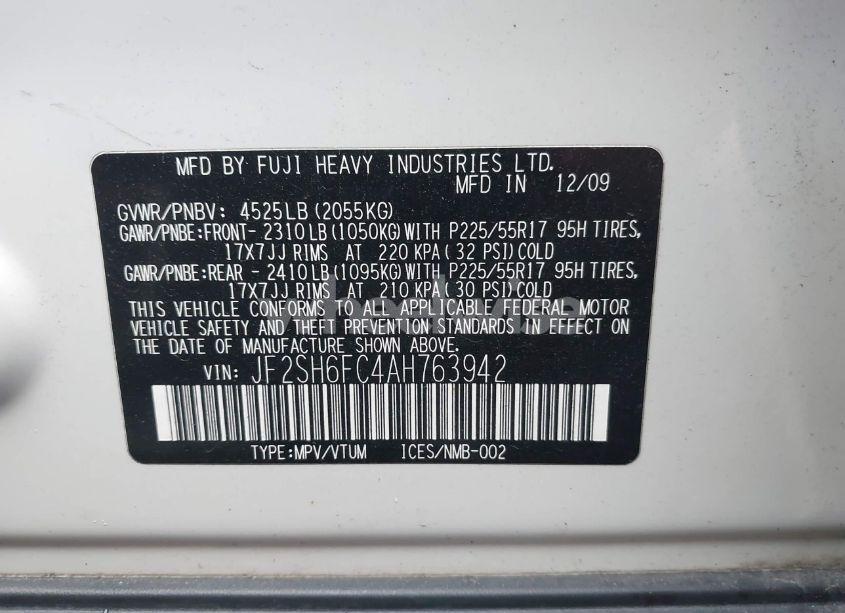 MFD BY FUJI HEAVY INDUSTRIES LTD.
MFD IN 12/09
GVWR/PNBV: 4525LB (2055KG)
GAWR/PNBE:FRONT- 2310LB (1050KG) WITH P225/55R17 95H TIRES,
17X7JJ RIMS AT 220 KPA (32 PSI) COLD
GAWR/PNBE:REAR - 2410LB (1095KG) WITH P225/55R17 95H TIRES,
17X7JJ RIMS AT 210 KPA (30 PSI) COLD
THIS VEHICLE CONFORMS TO ALL APPLICABLE FEDERAL MOTOR
VEHICLE SAFETY AND THEFT PREVENTION STANDARDS IN EFFECT ON
THE DATE OF MANUFACTURE SHOWN ABOVE.
VIN: JF2SH6FC4AH763942
TYPE:MPV/VTUM ICES/NMB-002